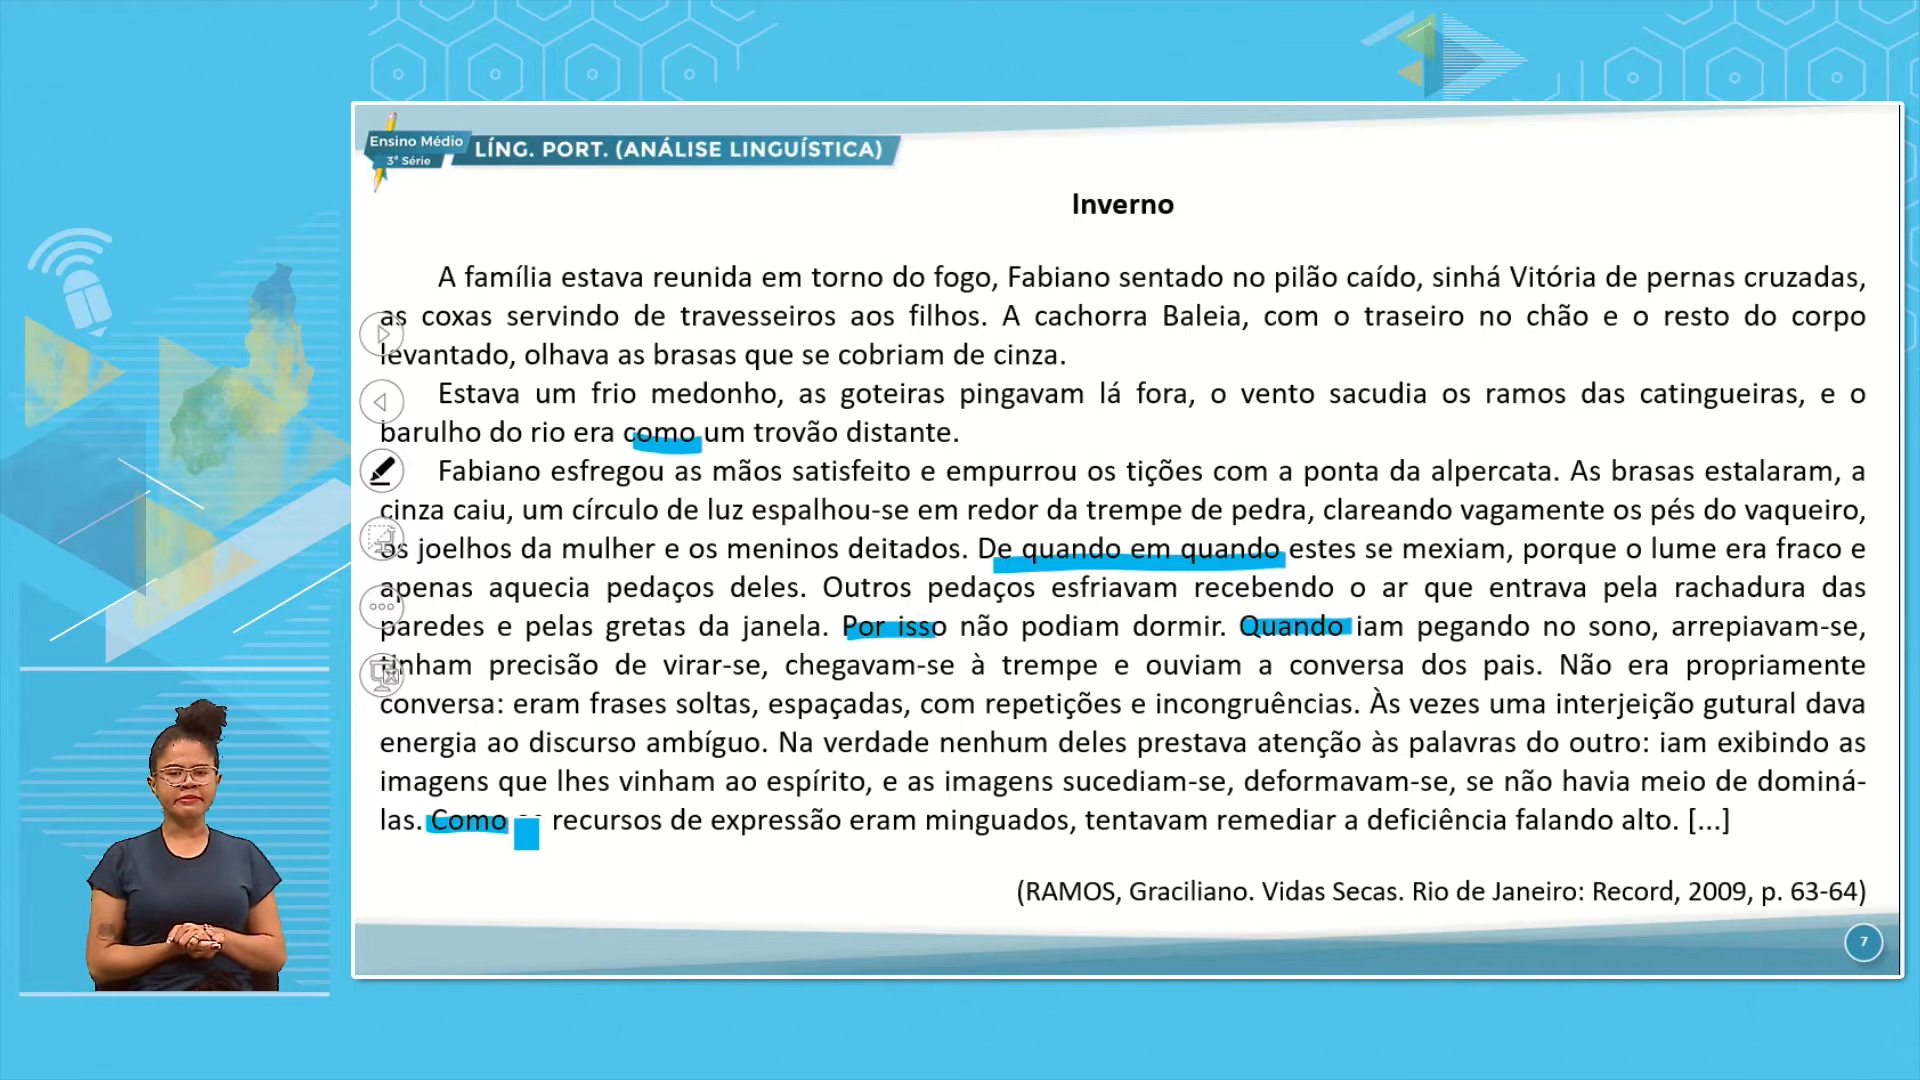 Ensino Médio
3ª Série
LÍNG. PORT. (ANÁLISE LINGUÍSTICA)
Inverno
A família estava reunida em torno do fogo, Fabiano sentado no pilão caído, sinhá Vitória de pernas cruzadas,
as coxas servindo de travesseiros aos filhos. A cachorra Baleia, com o traseiro no chão e o resto do corpo
levantado, olhava as brasas que se cobriam de cinza.
Estava um frio medonho, as goteiras pingavam lá fora, o vento sacudia os ramos das catingueiras, e o
barulho do rio era como um trovão distante.
Fabiano esfregou as mãos satisfeito e empurrou os tições com a ponta da alpercata. As brasas estalaram, a
cinza caiu, um círculo de luz espalhou-se em redor da trempe de pedra, clareando vagamente os pés do vaqueiro,
os joelhos da mulher e os meninos deitados. De quando em quando estes se mexiam, porque o lume era fraco e
apenas aquecia pedaços deles. Outros pedaços esfriavam recebendo o ar que entrava pela rachadura das
paredes e pelas gretas da janela. Por isso não podiam dormir. Quando iam pegando no sono, arrepiavam-se,
tinham precisão de virar-se, chegavam-se à trempe e ouviam a conversa dos pais. Não era propriamente
conversa: eram frases soltas, espaçadas, com repetições e incongruências. Às vezes uma interjeição gutural dava
energia ao discurso ambíguo. Na verdade nenhum deles prestava atenção às palavras do outro: iam exibindo as
imagens que lhes vinham ao espírito, e as imagens sucediam-se, deformavam-se, se não havia meio de dominá-
las. Como recursos de expressão eram minguados, tentavam remediar a deficiência falando alto. [...]
(RAMOS, Graciliano. Vidas Secas. Rio de Janeiro: Record, 2009, p. 63-64)
7